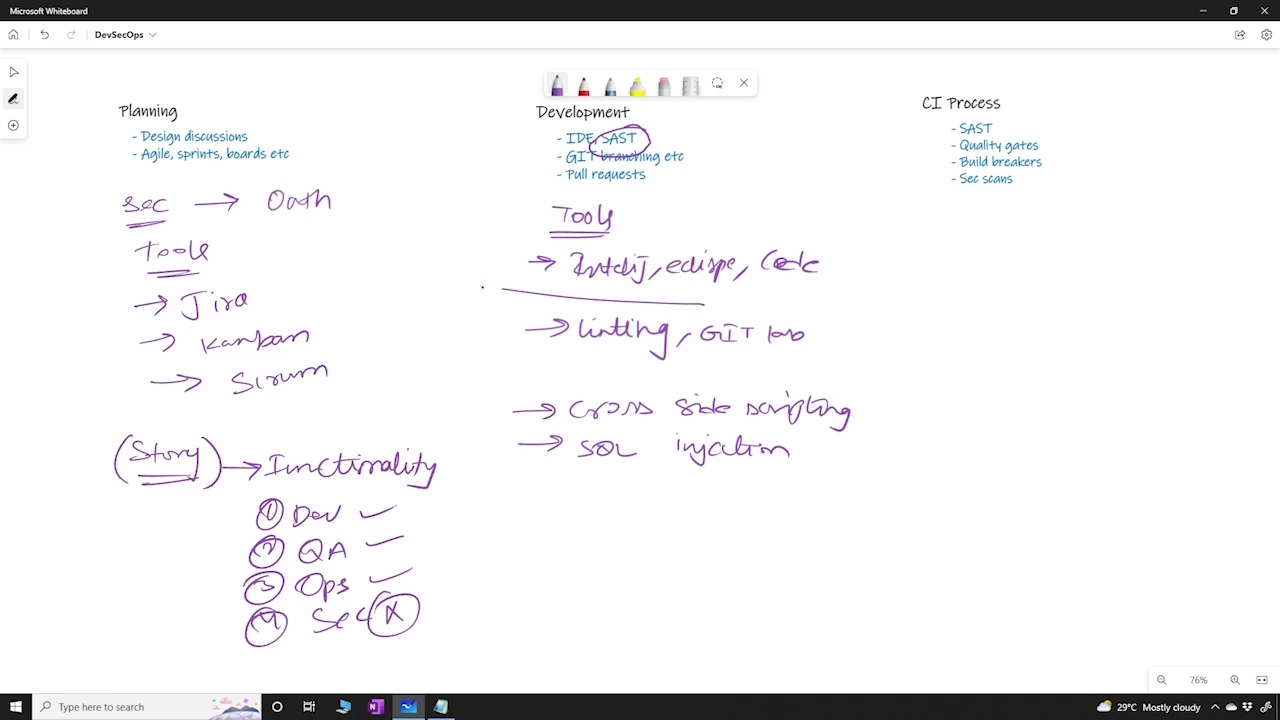 Microsoft Whiteboard
DevSecOps
Planning
- Design discussions
- Agile, sprints, boards etc
sec → Oath
Tools
→ Jira
→ Kanban
→ Scrum
(Story) → Functionality
① Dev ✓
② QA ✓
③ Ops ✓
④ Sec X
Development
- IDE, SAST
- GIT branching etc
- Pull requests
Tools
→ Intelij, eclispe, Code
→ linting, GIT lab
→ Cross side scripting
→ SQL injection
CI Process
- SAST
- Quality gates
- Build breakers
- Sec scans
76%
Type here to search
29°C Mostly cloudy